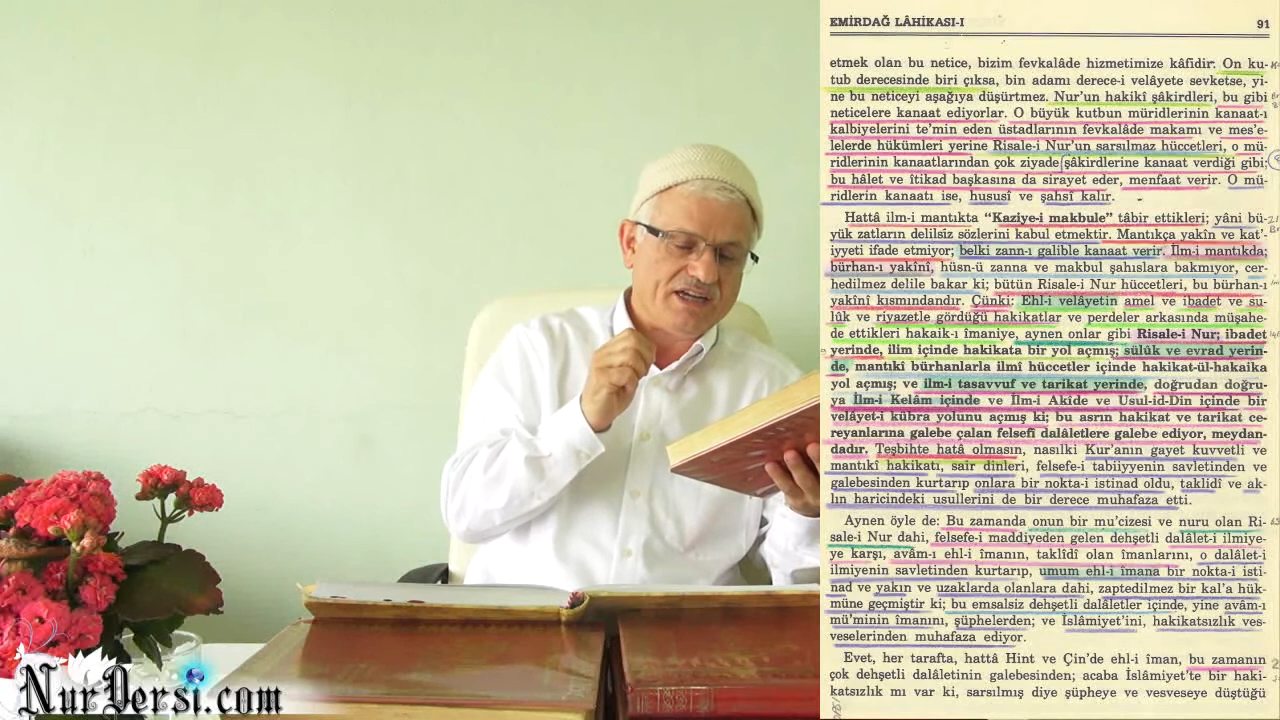 EMİRDAĞ LÂHİKASI-I 91
etmek olan bu netice, bizim fevkalâde hizmetimize kâfidir. On ku-
tub derecesinde biri çıksa, bin adamı derece-i velâyete sevketse, yi-
ne bu neticeyi aşağıya düşürtmez. Nur'un hakikî şâkirdleri, bu gibi
neticelere kanaat ediyorlar. O büyük kutbun müridlerinin kanaat-ı
kalbiyelerini te'min eden üstadlarının fevkalâde makamı ve mes'e-
lelerde hükümleri yerine Risale-i Nur'un sarsılmaz hüccetleri, o mü-
ridlerinin kanaatlarından çok ziyade şâkirdlerine kanaat verdiği gibi;
bu hâlet ve îtikad başkasına da sirayet eder, menfaat verir. O mü-
ridlerin kanaatı ise, hususî ve şahsî kalır.
Hattâ ilm-i mantıkta "Kaziye-i makbule" tâbir ettikleri; yâni bü-
yük zatların delilsiz sözlerini kabul etmektir. Mantıkça yakîn ve kat'-
iyyeti ifade etmiyor; belki zann-ı galible kanaat verir. İlm-i mantıkda;
bürhan-ı yakînî, hüsn-ü zanna ve makbul şahıslara bakmıyor, cer-
hedilmez delile bakar ki; bütün Risale-i Nur hüccetleri, bu bürhan-ı
yakînî kısmındandır. Çünki: Ehl-i velâyetin amel ve ibadet ve su-
lûk ve riyazetle gördüğü hakikatlar ve perdeler arkasında müşahe-
de ettikleri hakaik-ı îmaniye, aynen onlar gibi Risale-i Nur; ibadet
yerinde, ilim içinde hakikata bir yol açmış; sülûk ve evrad yerin-
de, mantıkî bürhanlarla ilmî hüccetler içinde hakikat-ül-hakaika
yol açmış; ve ilm-i tasavvuf ve tarikat yerinde, doğrudan doğru-
ya İlm-i Kelâm içinde ve İlm-i Akîde ve Usul-id-Din içinde bir
velâyet-i kübra yolunu açmış ki; bu asrın hakikat ve tarikat ce-
reyanlarına galebe çalan felsefî dalâletlere galebe ediyor, meydan-
dadır. Teşbihte hatâ olmasın, nasılki Kur'anın gayet kuvvetli ve
mantıkî hakikatı, sair dinleri, felsefe-i tabiiyyenin savletinden ve
galebesinden kurtarıp onlara bir nokta-i istinad oldu, taklidî ve ak-
lın haricindeki usullerini de bir derece muhafaza etti.
Aynen öyle de: Bu zamanda onun bir mu'cizesi ve nuru olan Ri-
sale-i Nur dahi, felsefe-i maddiyeden gelen dehşetli dalâlet-i ilmiye-
ye karşı, avâm-ı ehl-i îmanın, taklîdî olan îmanlarını, o dalâlet-i
ilmiyenin savletinden kurtarıp, umum ehl-i îmana bir nokta-i isti-
nad ve yakın ve uzaklarda olanlara dahi, zaptedilmez bir kal'a hük-
müne geçmiştir ki; bu emsalsiz dehşetli dalâletler içinde, yine avâm-ı
mü'minin îmanını, şüphelerden; ve İslâmiyet'ini, hakikatsızlık ves
veselerinden muhafaza ediyor.
Evet, her tarafta, hattâ Hint ve Çin'de ehl-i îman, bu zamanın
çok dehşetli dalâletinin galebesinden; acaba İslâmiyet'te bir haki-
katsızlık mı var ki, sarsılmış diye şüpheye ve vesveseye düştüğü
NurDersi.com